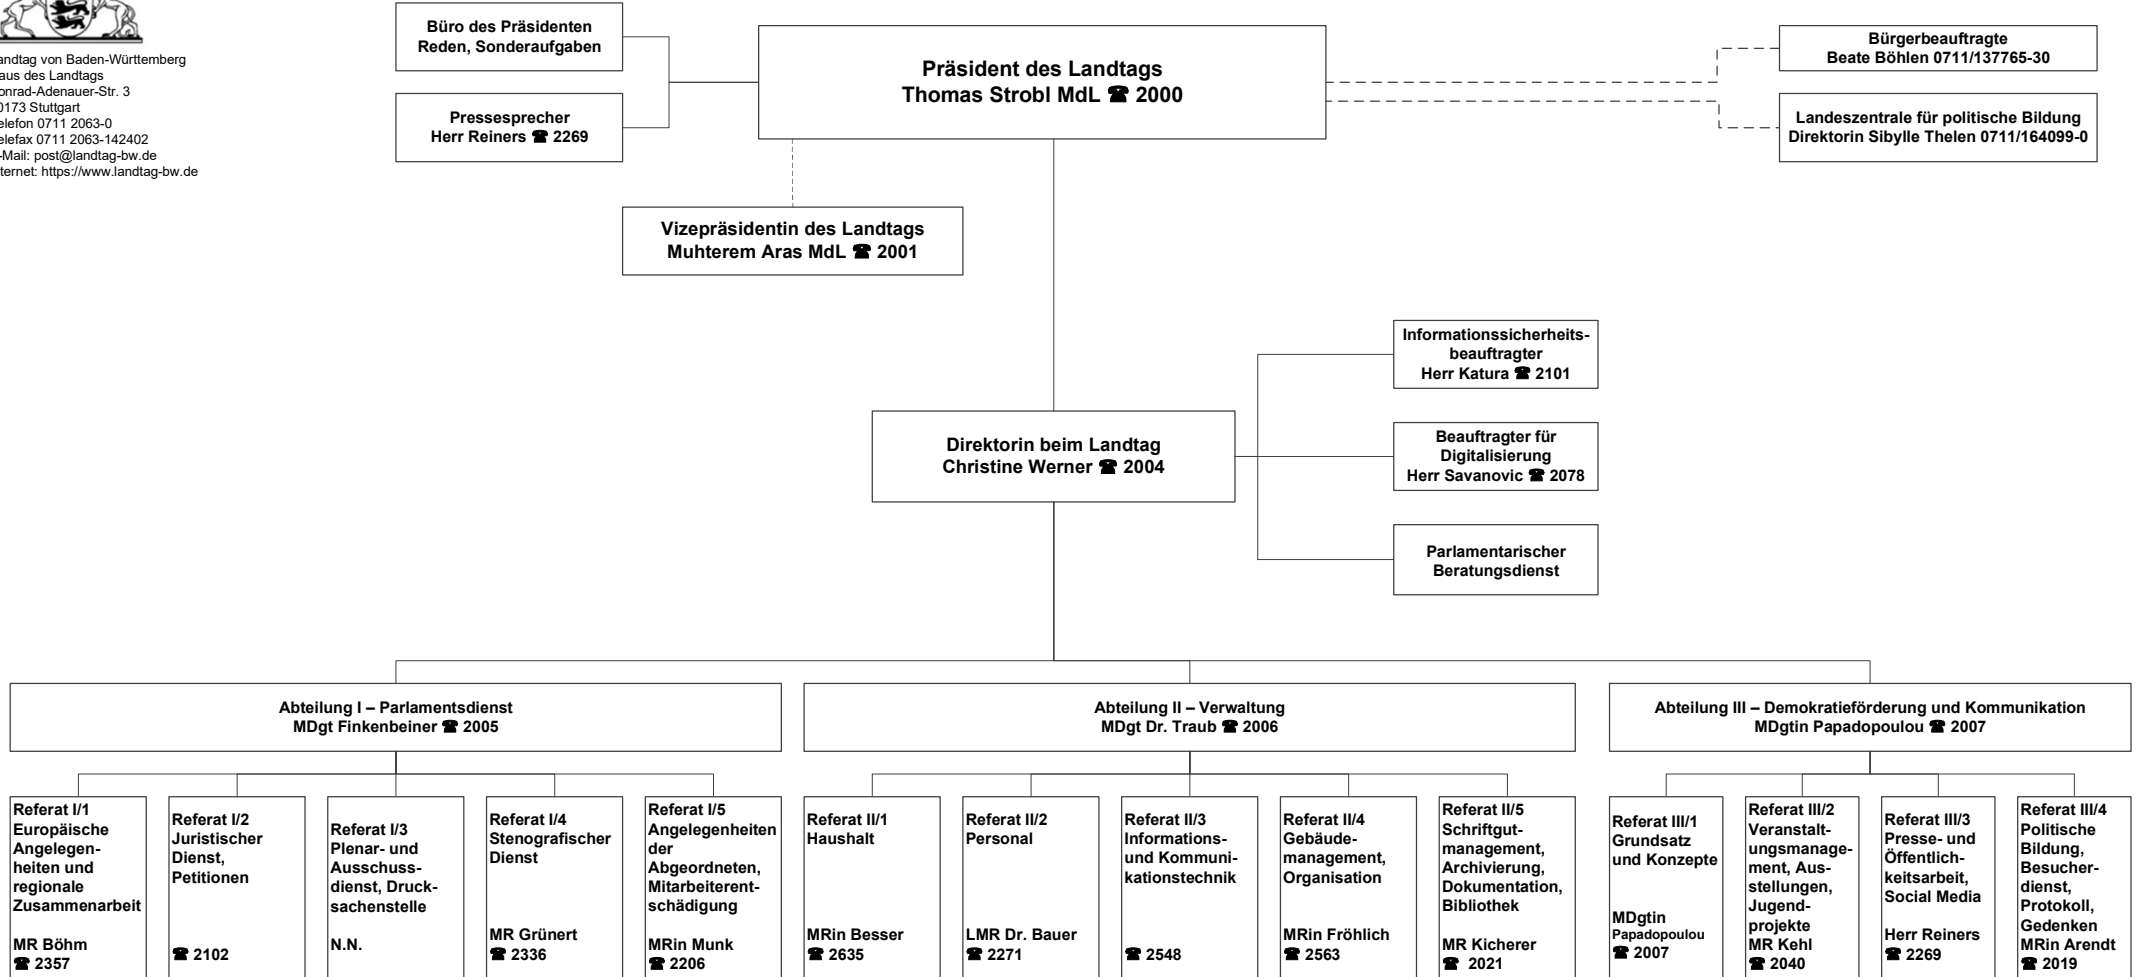 andtag von Baden-Württemberg
aus des Landtags
onrad-Adenauer-Str. 3
0173 Stuttgart
elefon 0711 2063-0
elefax 0711 2063-142402
-Mail: post@landtag-bw.de
ternet: https://www.landtag-bw.de
Büro des Präsidenten
Reden, Sonderaufgaben
Pressesprecher
Herr Reiners ☎ 2269
Präsident des Landtags
Thomas Strobl MdL ☎ 2000
Bürgerbeauftragte
Beate Böhlen 0711/137765-30
Landeszentrale für politische Bildung
Direktorin Sibylle Thelen 0711/164099-0
Vizepräsidentin des Landtags
Muhterem Aras MdL ☎ 2001
Informationssicherheits-
beauftragter
Herr Katura ☎ 2101
Direktorin beim Landtag
Christine Werner ☎ 2004
Beauftragter für
Digitalisierung
Herr Savanovic ☎ 2078
Parlamentarischer
Beratungsdienst
Abteilung I – Parlamentsdienst
MDgt Finkenbeiner ☎ 2005
Abteilung II – Verwaltung
MDgt Dr. Traub ☎ 2006
Abteilung III – Demokratieförderung und Kommunikation
MDgtin Papadopoulou ☎ 2007
Referat I/1
Europäische
Angelegen-
heiten und
regionale
Zusammenarbeit
MR Böhm
☎ 2357
Referat I/2
Juristischer
Dienst,
Petitionen
☎ 2102
Referat I/3
Plenar- und
Ausschuss-
dienst, Druck-
sachenstelle
N.N.
Referat I/4
Stenografischer
Dienst
MR Grünert
☎ 2336
Referat I/5
Angelegenheiten
der
Abgeordneten,
Mitarbeiterent-
schädigung
MRin Munk
☎ 2206
Referat II/1
Haushalt
MRin Besser
☎ 2635
Referat II/2
Personal
LMR Dr. Bauer
☎ 2271
Referat II/3
Informations-
und Kommuni-
kationstechnik
☎ 2548
Referat II/4
Gebäude-
management,
Organisation
MRin Fröhlich
☎ 2563
Referat II/5
Schriftgut-
management,
Archivierung,
Dokumentation,
Bibliothek
MR Kicherer
☎ 2021
Referat III/1
Grundsatz
und Konzepte
MDgtin
Papadopoulou
☎ 2007
Referat III/2
Veranstalt-
ungsmanage-
ment, Aus-
stellungen,
Jugend-
projekte
MR Kehl
☎ 2040
Referat III/3
Presse- und
Öffentlich-
keitsarbeit,
Social Media
Herr Reiners
☎ 2269
Referat III/4
Politische
Bildung,
Besucher-
dienst,
Protokoll,
Gedenken
MRin Arendt
☎ 2019